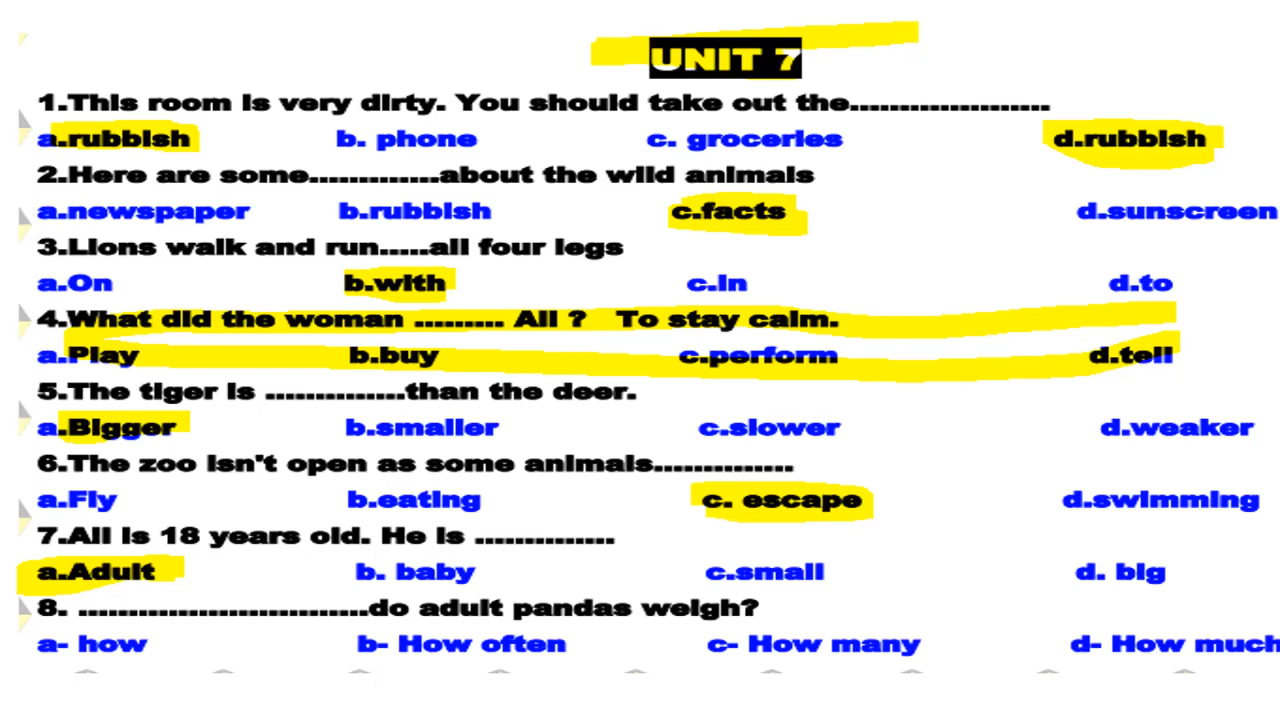 UNIT 7
1.This room is very dirty. You should take out the....................
a.rubbish b. phone c. groceries d.rubbish
2.Here are some.............about the wild animals
a.newspaper b.rubbish c.facts d.sunscreen
3.Lions walk and run.....all four legs
a.On b.with c.in d.to
4.What did the woman ......... Ali ? To stay calm.
a.Play b.buy c.perform d.tell
5.The tiger is ..............than the deer.
a.Bigger b.smaller c.slower d.weaker
6.The zoo isn't open as some animals..............
a.Fly b.eating c. escape d.swimming
7.Ali is 18 years old. He is ..............
a.Adult b. baby c.small d. big
8. .............................do adult pandas weigh?
a- how b- How often c- How many d- How much